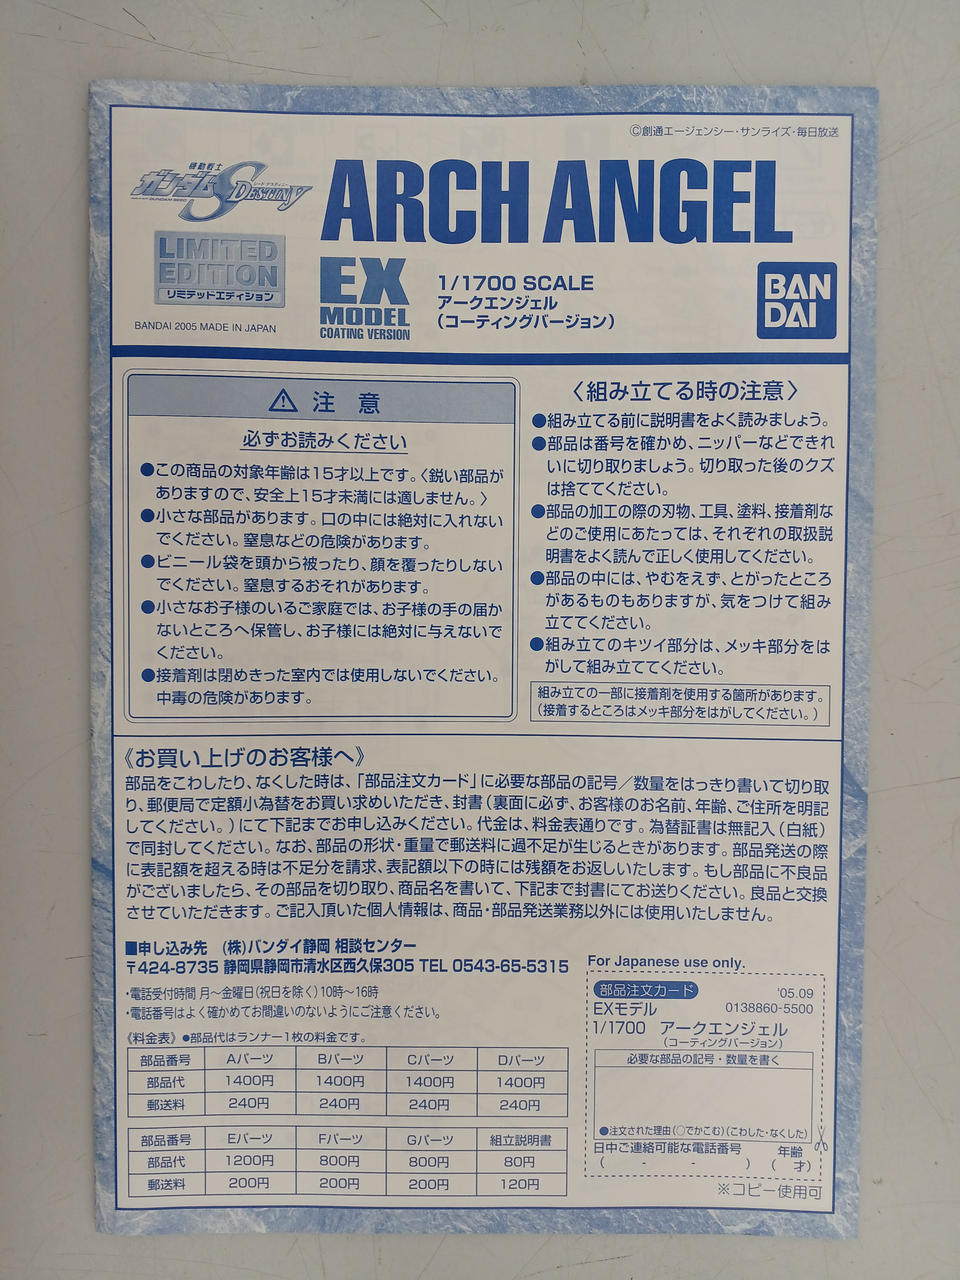 ©創通エージェンシー・サンライズ・毎日放送
機動戦士
ガンダムSEED DESTINY
ARCH ANGEL
LIMITED
EDITION
リミテッドエディション
BANDAI 2005 MADE IN JAPAN
EX
MODEL
COATING VERSION
1/1700 SCALE
アークエンジェル
(コーティングバージョン)
BAN
DAI
⚠ 注 意
必ずお読みください
●この商品の対象年齢は15才以上です。〈鋭い部品が
ありますので、安全上15才未満には適しません。〉
●小さな部品があります。口の中には絶対に入れない
でください。窒息などの危険があります。
●ビニール袋を頭から被ったり、顔を覆ったりしない
でください。窒息するおそれがあります。
●小さなお子様のいるご家庭では、お子様の手の届か
ないところへ保管し、お子様には絶対に与えないで
ください。
●接着剤は閉めきった室内では使用しないでください。
中毒の危険があります。
〈組み立てる時の注意〉
●組み立てる前に説明書をよく読みましょう。
●部品は番号を確かめ、ニッパーなどできれ
いに切り取りましょう。切り取った後のクズ
は捨ててください。
●部品の加工の際の刃物、工具、塗料、接着剤な
どのご使用にあたっては、それぞれの取扱説
明書をよく読んで正しく使用してください。
●部品の中には、やむをえず、とがったところ
があるものもありますが、気をつけて組み
立ててください。
●組み立てのキツイ部分は、メッキ部分をは
がして組み立ててください。
組み立ての一部に接着剤を使用する箇所があります。
(接着するところはメッキ部分をはがしてください。)
《お買い上げのお客様へ》
部品をこわしたり、なくした時は、「部品注文カード」に必要な部品の記号／数量をはっきり書いて切り取
り、郵便局で定額小為替をお買い求めいただき、封書(裏面に必ず、お客様のお名前、年齢、ご住所を明記
してください。)にて下記までお申し込みください。代金は、料金表通りです。為替証書は無記入(白紙)
で同封してください。なお、部品の形状・重量で郵送料に過不足が生じるときがあります。部品発送の際
に表記額を超える時は不足分を請求、表記額以下の時には残額をお返しいたします。もし部品に不良品
がございましたら、その部品を切り取り、商品名を書いて、下記まで封書にてお送りください。良品と交換
させていただきます。ご記入頂いた個人情報は、商品・部品発送業務以外には使用いたしません。
■申し込み先 (株)バンダイ静岡 相談センター
〒424-8735 静岡県静岡市清水区西久保305 TEL 0543-65-5315
・電話受付時間 月～金曜日(祝日を除く)10時～16時
・電話番号はよく確かめてお間違いのないようにご注意ください。
《料金表》●部品代はランナー1枚の料金です。
部品番号 Aパーツ Bパーツ Cパーツ Dパーツ
部品代 1400円 1400円 1400円 1400円
郵送料 240円 240円 240円 240円
部品番号 Eパーツ Fパーツ Gパーツ 組立説明書
部品代 1200円 800円 800円 80円
郵送料 200円 200円 200円 120円
For Japanese use only.
部品注文カード '05.09
EXモデル 0138860-5500
1/1700 アークエンジェル
(コーティングバージョン)
必要な部品の記号・数量を書く
●注文された理由(○でかこむ)(こわした・なくした)
日中ご連絡可能な電話番号 年齢
( - - ) ( 才)
※コピー使用可